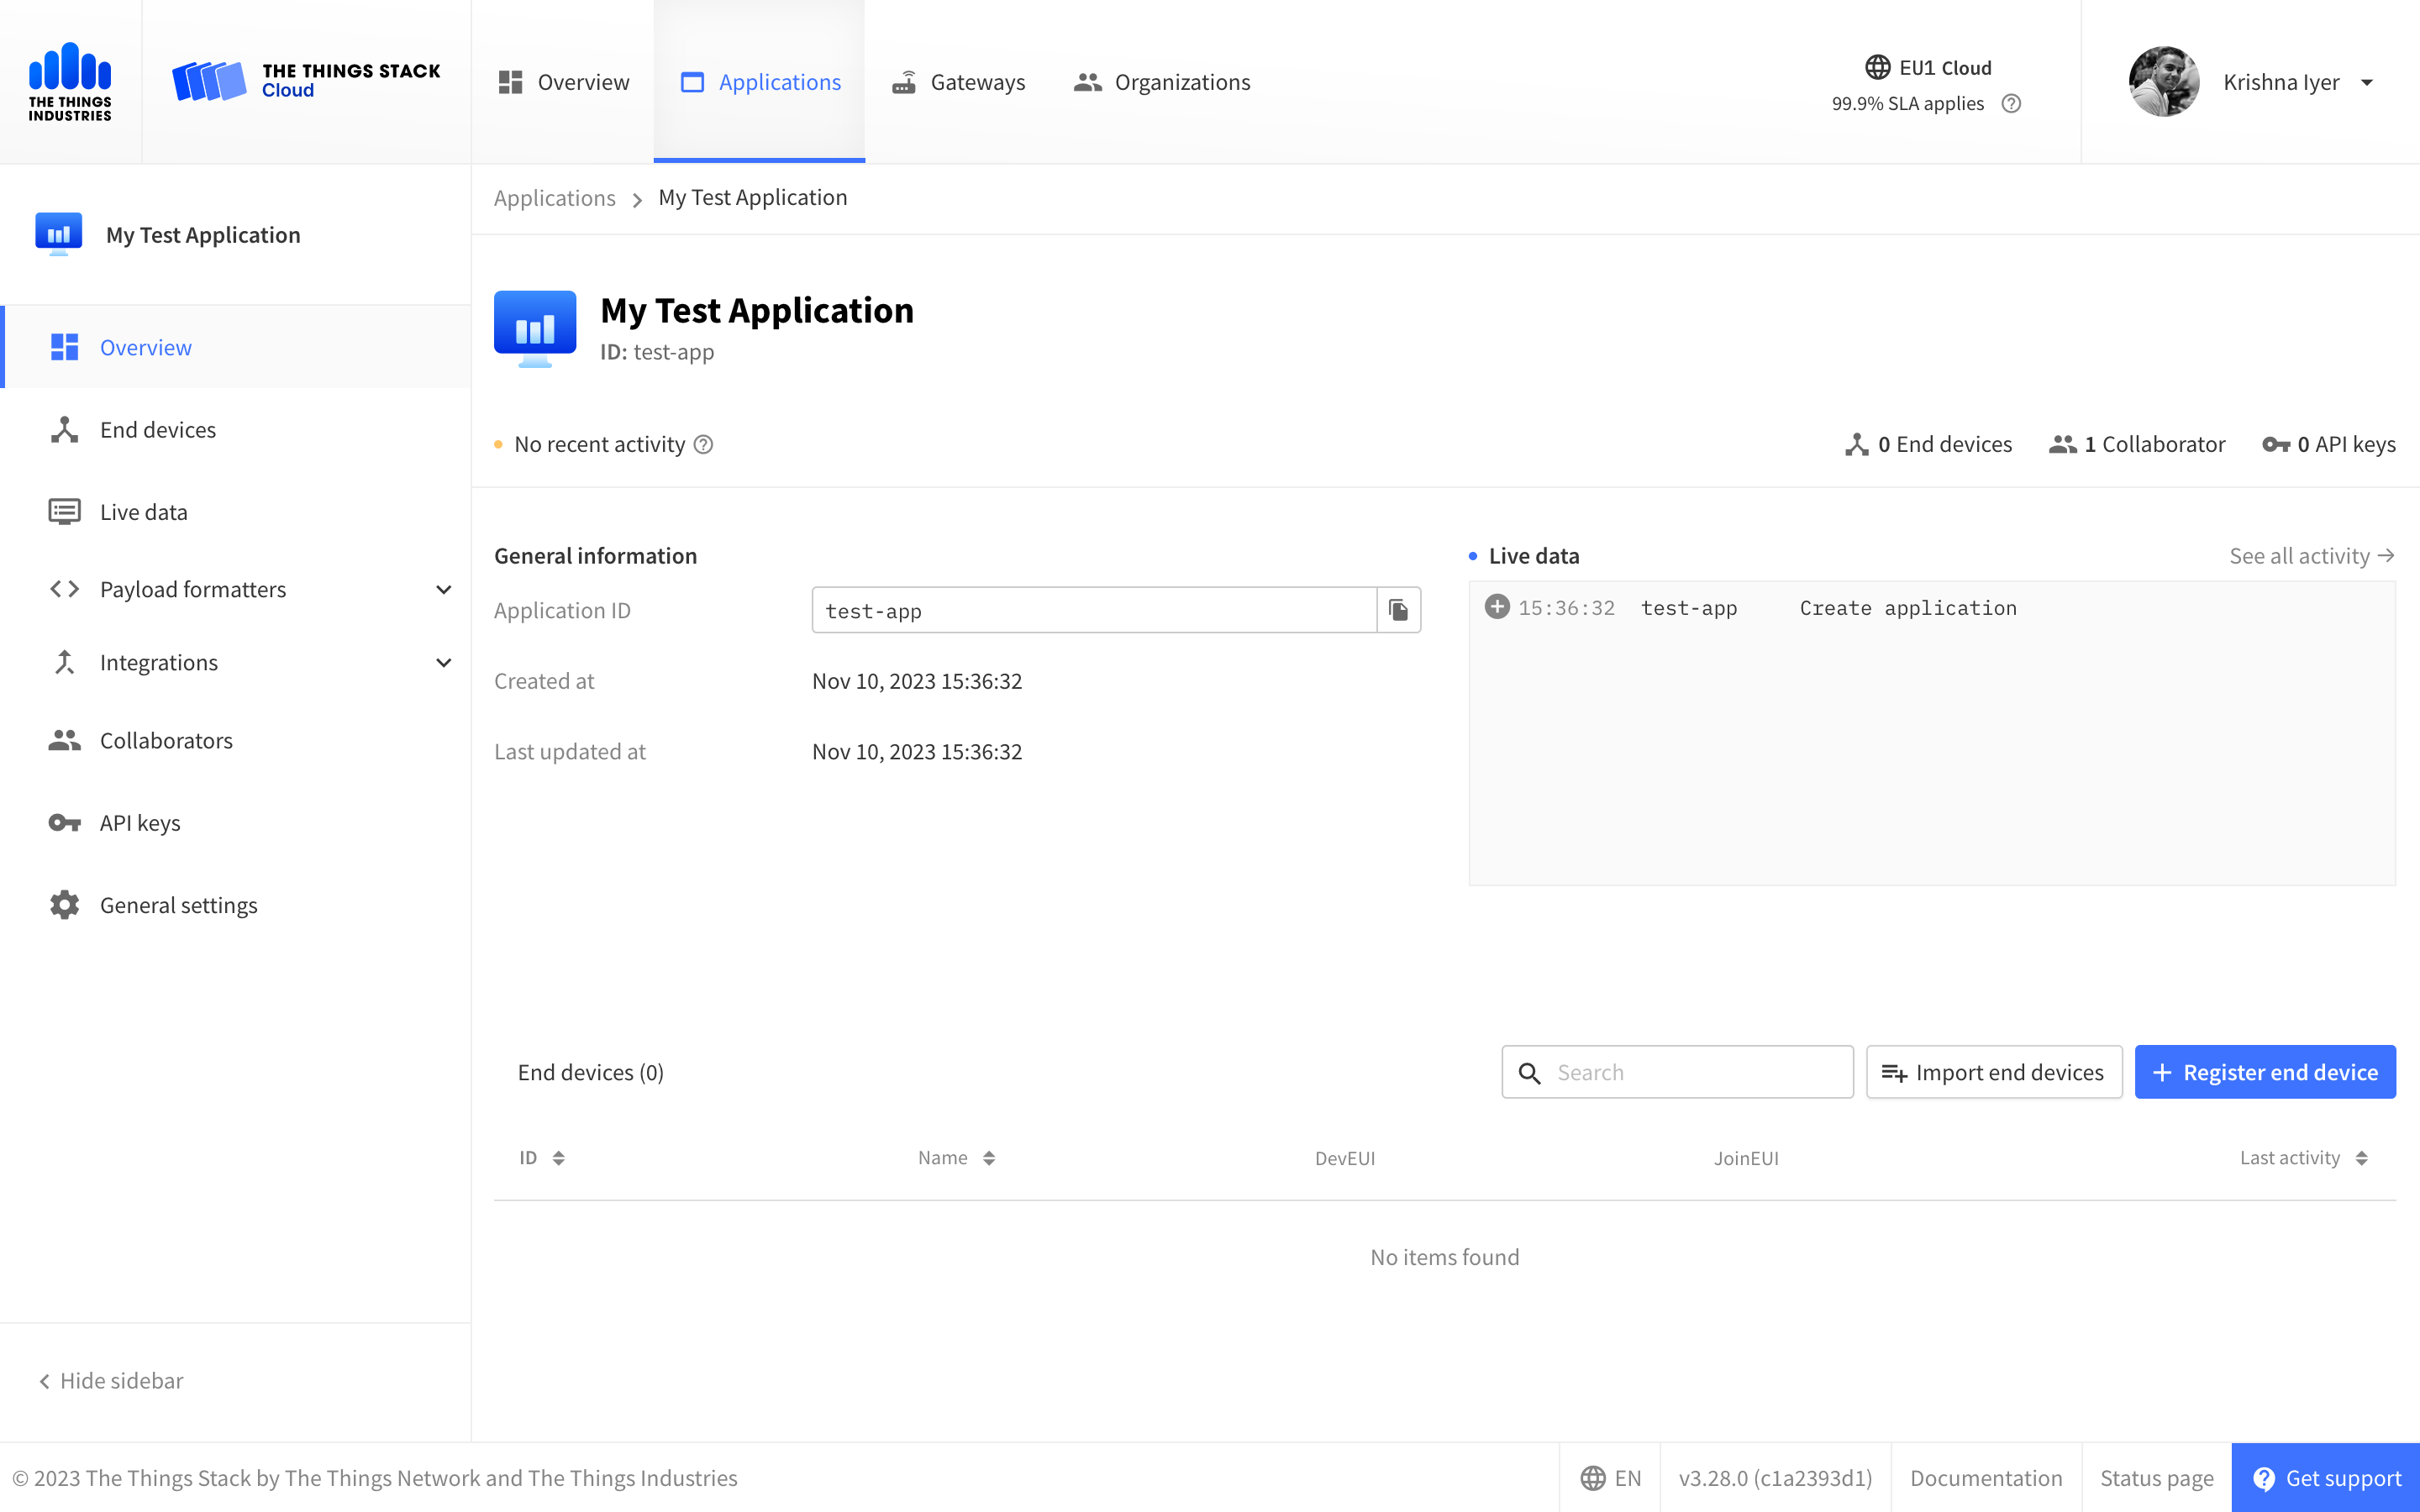 THE THINGS
INDUSTRIES
THE THINGS STACK
Cloud
Overview
Applications
Gateways
Organizations
EU1 Cloud
99.9% SLA applies
Krishna Iyer
My Test Application
Overview
End devices
Live data
Payload formatters
Integrations
Collaborators
API keys
General settings
Hide sidebar
Applications > My Test Application
My Test Application
ID: test-app
No recent activity
0 End devices
1 Collaborator
0 API keys
General information
Application ID test-app
Created at Nov 10, 2023 15:36:32
Last updated at Nov 10, 2023 15:36:32
Live data
See all activity →
15:36:32 test-app Create application
End devices (0)
Search
Import end devices
+ Register end device
ID Name DevEUI JoinEUI Last activity
No items found
© 2023 The Things Stack by The Things Network and The Things Industries
EN
v3.28.0 (c1a2393d1)
Documentation
Status page
Get support